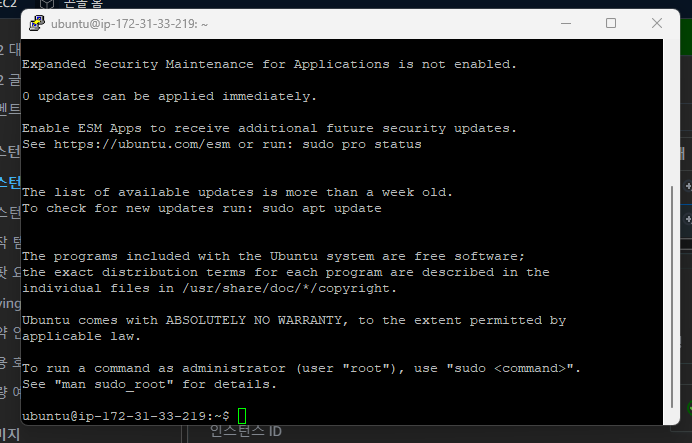 EC2
콘솔 홈
ubuntu@ip-172-31-33-219: ~
Expanded Security Maintenance for Applications is not enabled.
0 updates can be applied immediately.
Enable ESM Apps to receive additional future security updates.
See https://ubuntu.com/esm or run: sudo pro status
The list of available updates is more than a week old.
To check for new updates run: sudo apt update
The programs included with the Ubuntu system are free software;
the exact distribution terms for each program are described in the
individual files in /usr/share/doc/*/copyright.
Ubuntu comes with ABSOLUTELY NO WARRANTY, to the extent permitted by
applicable law.
To run a command as administrator (user "root"), use "sudo <command>".
See "man sudo_root" for details.
ubuntu@ip-172-31-33-219:~$
인스턴스 ID